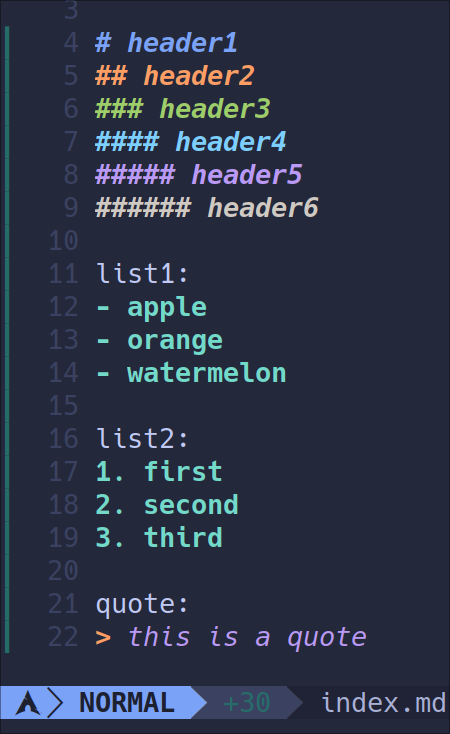 3
4 # header1
5 ## header2
6 ### header3
7 #### header4
8 ##### header5
9 ###### header6
10
11 list1:
12 - apple
13 - orange
14 - watermelon
15
16 list2:
17 1. first
18 2. second
19 3. third
20
21 quote:
22 > this is a quote
NORMAL +30 index.md